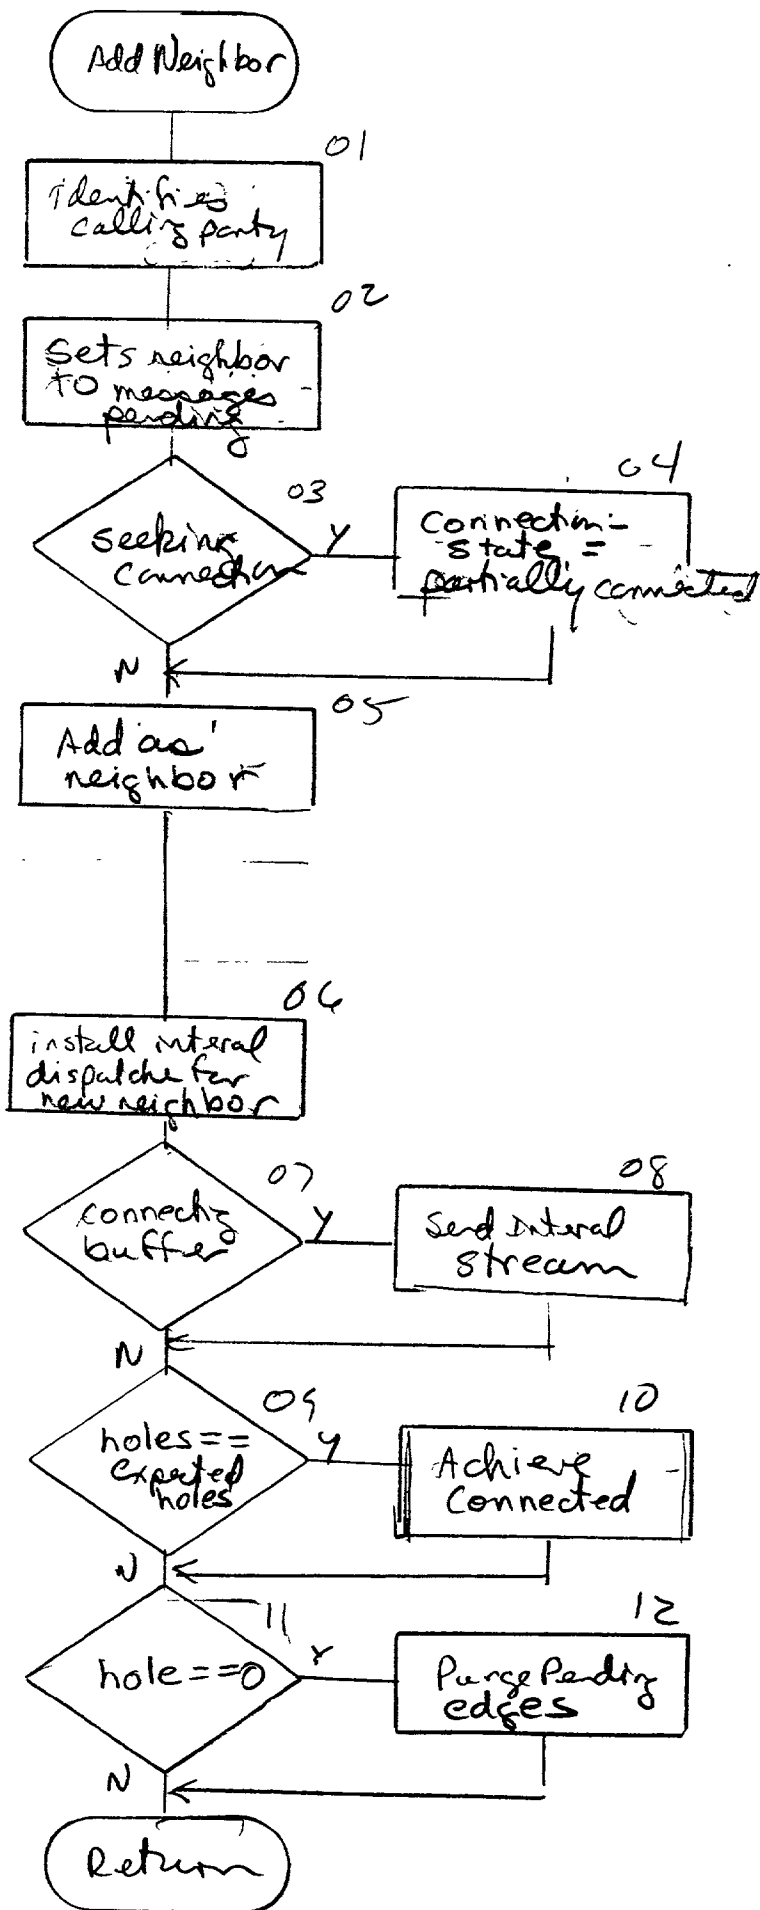 Add Neighbor
01
Identifies
calling party
02
Sets neighbor
to messages
pending
03
Seeking
Connection
Y
04
Connection-
state =
partially connected
N
05
Add as
neighbor
06
install interal
dispatche for
new neighbor
07
connectig
buffer
Y
08
Send Interal
stream
N
09
holes==
expected
holes
Y
10
Achieve
Connected
N
11
hole==0
Y
12
Purge Pending
edges
N
Return